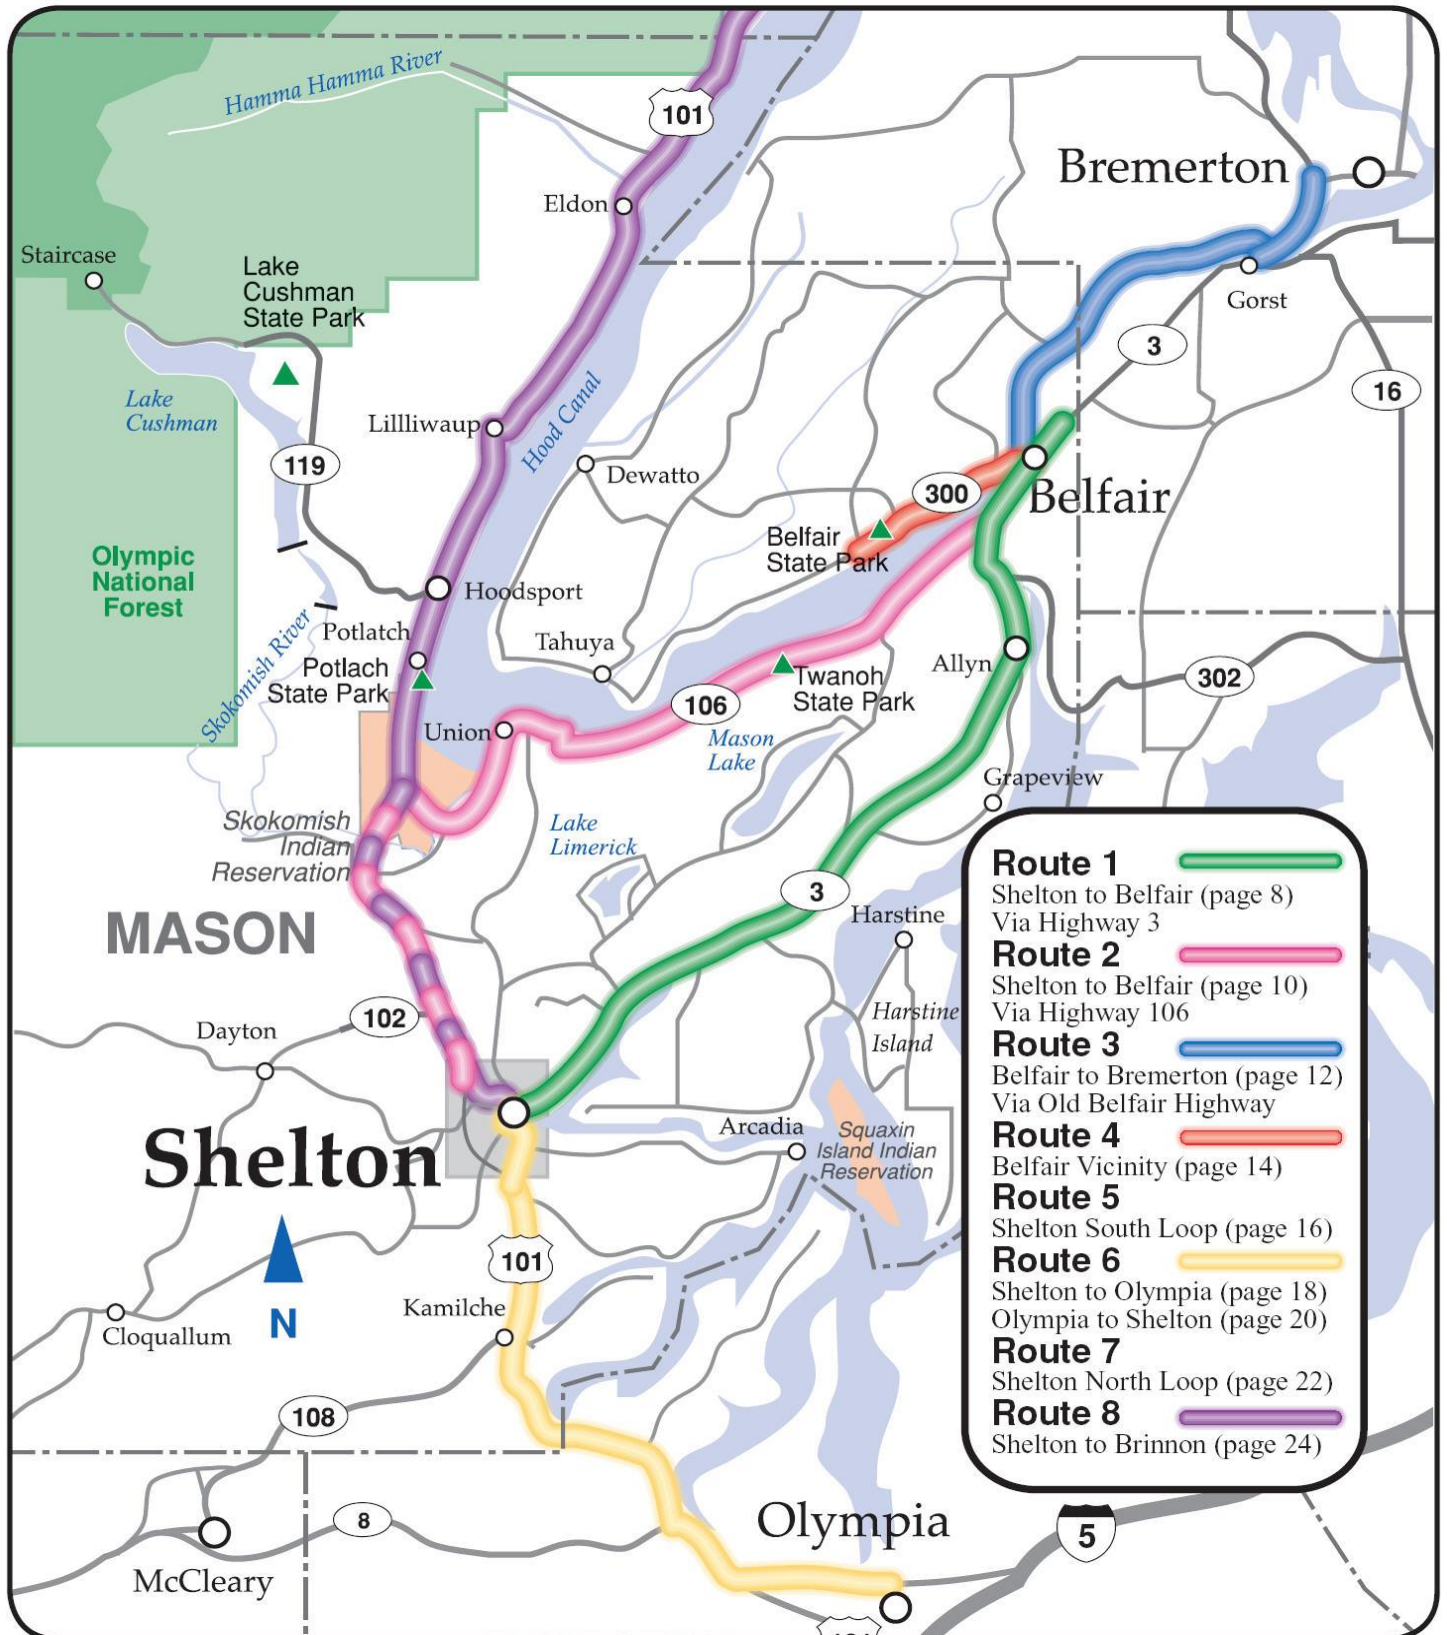 Hamma Hamma River
101
Bremerton
Eldon
Staircase
Lake
Cushman
State Park
Gorst
3
16
Lake
Cushman
Hood Canal
Lillliwaup
119
Dewatto
300
Belfair
Belfair
State Park
Olympic
National
Forest
Hoodsport
Skokomish River
Potlatch
Potlach
State Park
Tahuya
Allyn
302
Twanoh
State Park
106
Union
Mason
Lake
Grapeview
Skokomish
Indian
Reservation
Lake
Limerick
3
MASON
Harstine
Harstine
Island
102
Dayton
Shelton
Arcadia
Squaxin
Island Indian
Reservation
101
N
Kamilche
Cloquallum
108
8
McCleary
Olympia
5
Route 1
Shelton to Belfair (page 8)
Via Highway 3
Route 2
Shelton to Belfair (page 10)
Via Highway 106
Route 3
Belfair to Bremerton (page 12)
Via Old Belfair Highway
Route 4
Belfair Vicinity (page 14)
Route 5
Shelton South Loop (page 16)
Route 6
Shelton to Olympia (page 18)
Olympia to Shelton (page 20)
Route 7
Shelton North Loop (page 22)
Route 8
Shelton to Brinnon (page 24)